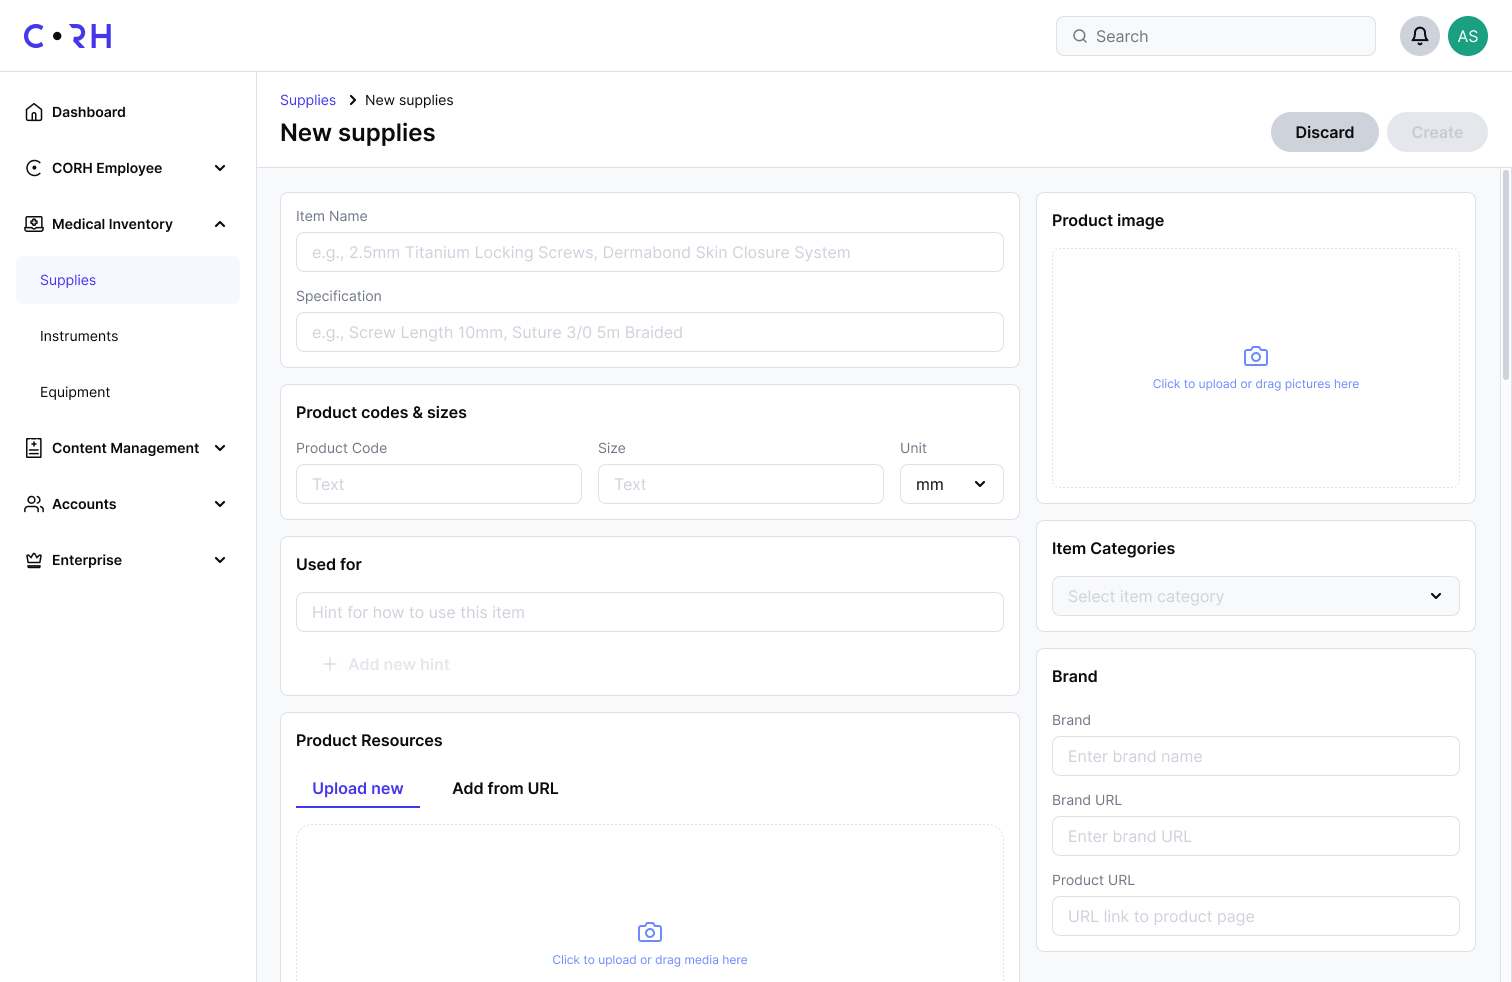 C•RH
Search
AS
Dashboard
CORH Employee
Medical Inventory
Supplies
Instruments
Equipment
Content Management
Accounts
Enterprise
Supplies
New supplies
New supplies
Discard
Create
Item Name
e.g., 2.5mm Titanium Locking Screws, Dermabond Skin Closure System
Specification
e.g., Screw Length 10mm, Suture 3/0 5m Braided
Product codes & sizes
Product Code
Size
Unit
Text
Text
mm
Used for
Hint for how to use this item
Add new hint
Product Resources
Upload new
Add from URL
Click to upload or drag media here
Product image
Click to upload or drag pictures here
Item Categories
Select item category
Brand
Brand
Enter brand name
Brand URL
Enter brand URL
Product URL
URL link to product page